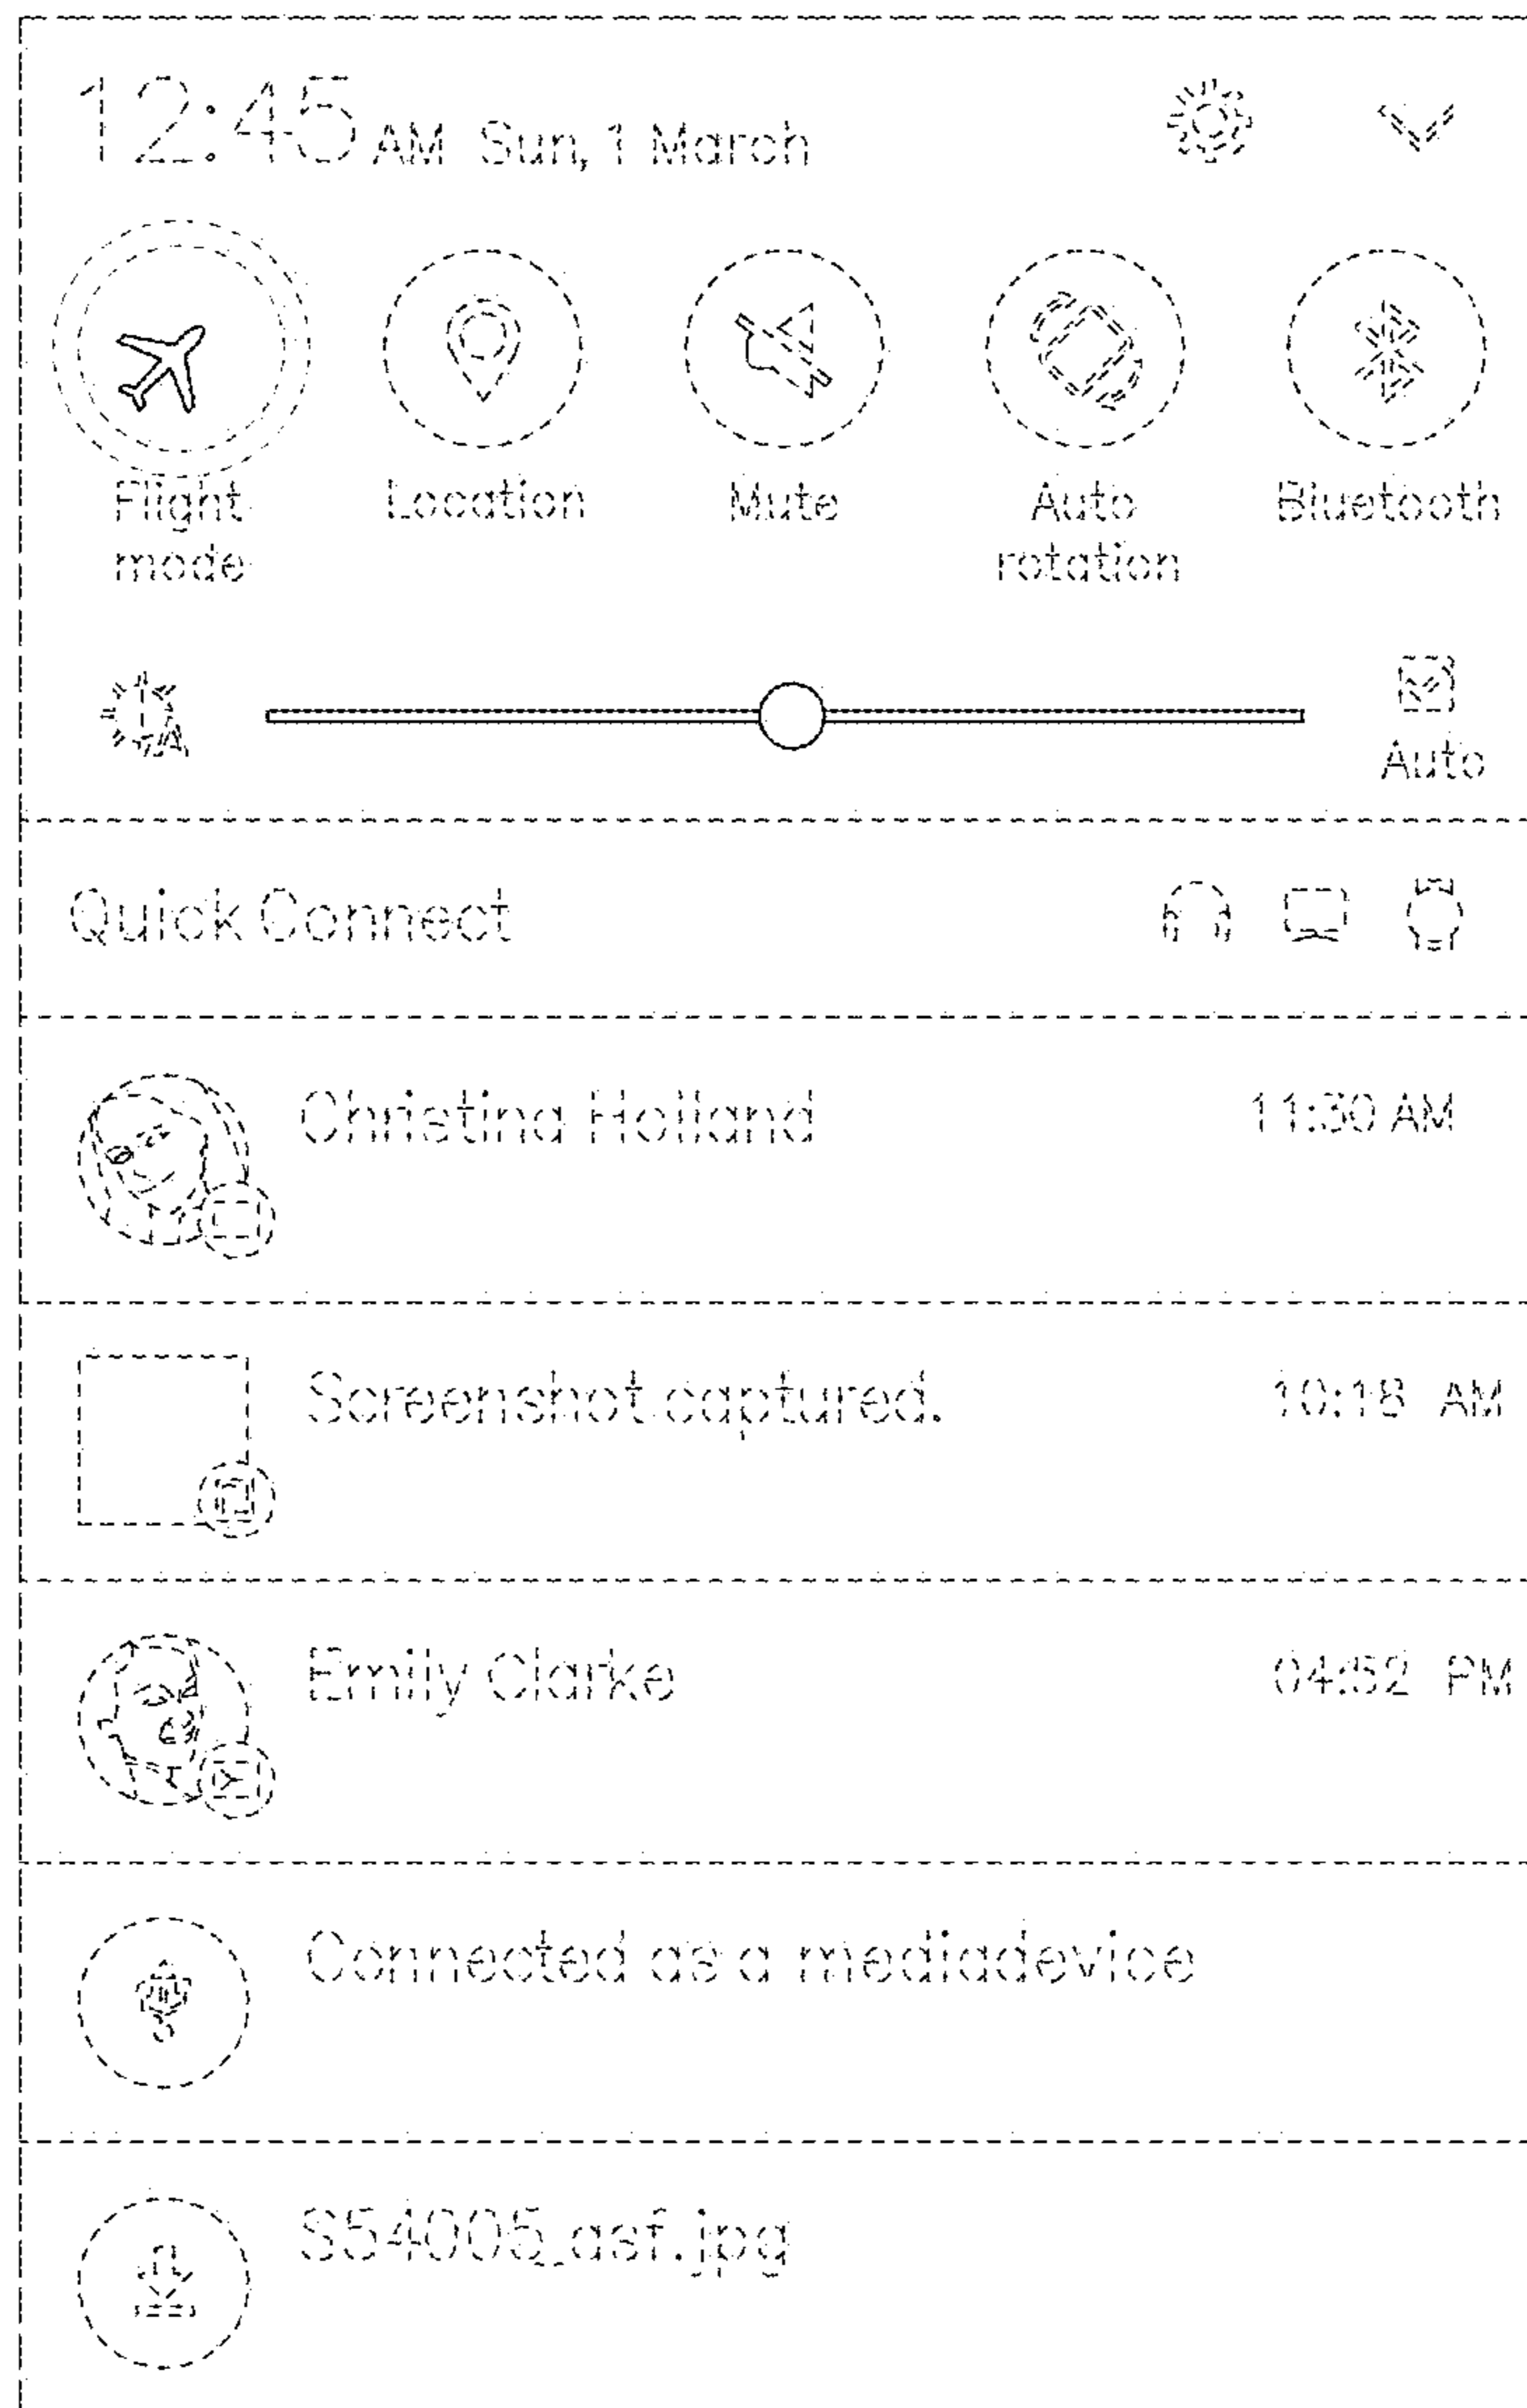 12:45 AM Sun, 1 March
Flight mode
Location
Mute
Auto rotation
Bluetooth
A
Auto
Quick Connect
Christina Holland 11:30 AM
Screenshot captured. 10:18 AM
Emily Clarke 04:52 PM
Connected as a mediadevice
S54005_asf.jpg